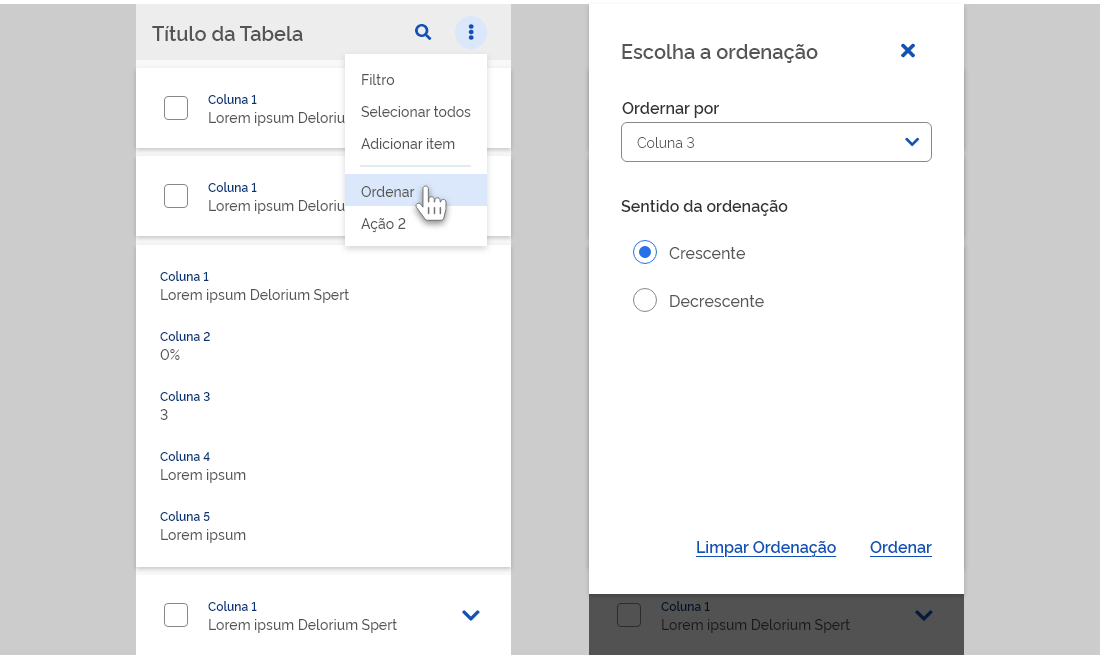 Título da Tabela
Filtro
Selecionar todos
Adicionar item
Ordenar
Ação 2
Coluna 1
Lorem ipsum Deloriu
Coluna 1
Lorem ipsum Deloriu
Coluna 1
Lorem ipsum Delorium Spert
Coluna 2
0%
Coluna 3
3
Coluna 4
Lorem ipsum
Coluna 5
Lorem ipsum
Coluna 1
Lorem ipsum Delorium Spert
Escolha a ordenação
Ordernar por
Coluna 3
Sentido da ordenação
Crescente
Decrescente
Limpar Ordenação
Ordenar
Coluna 1
Lorem ipsum Delorium Spert